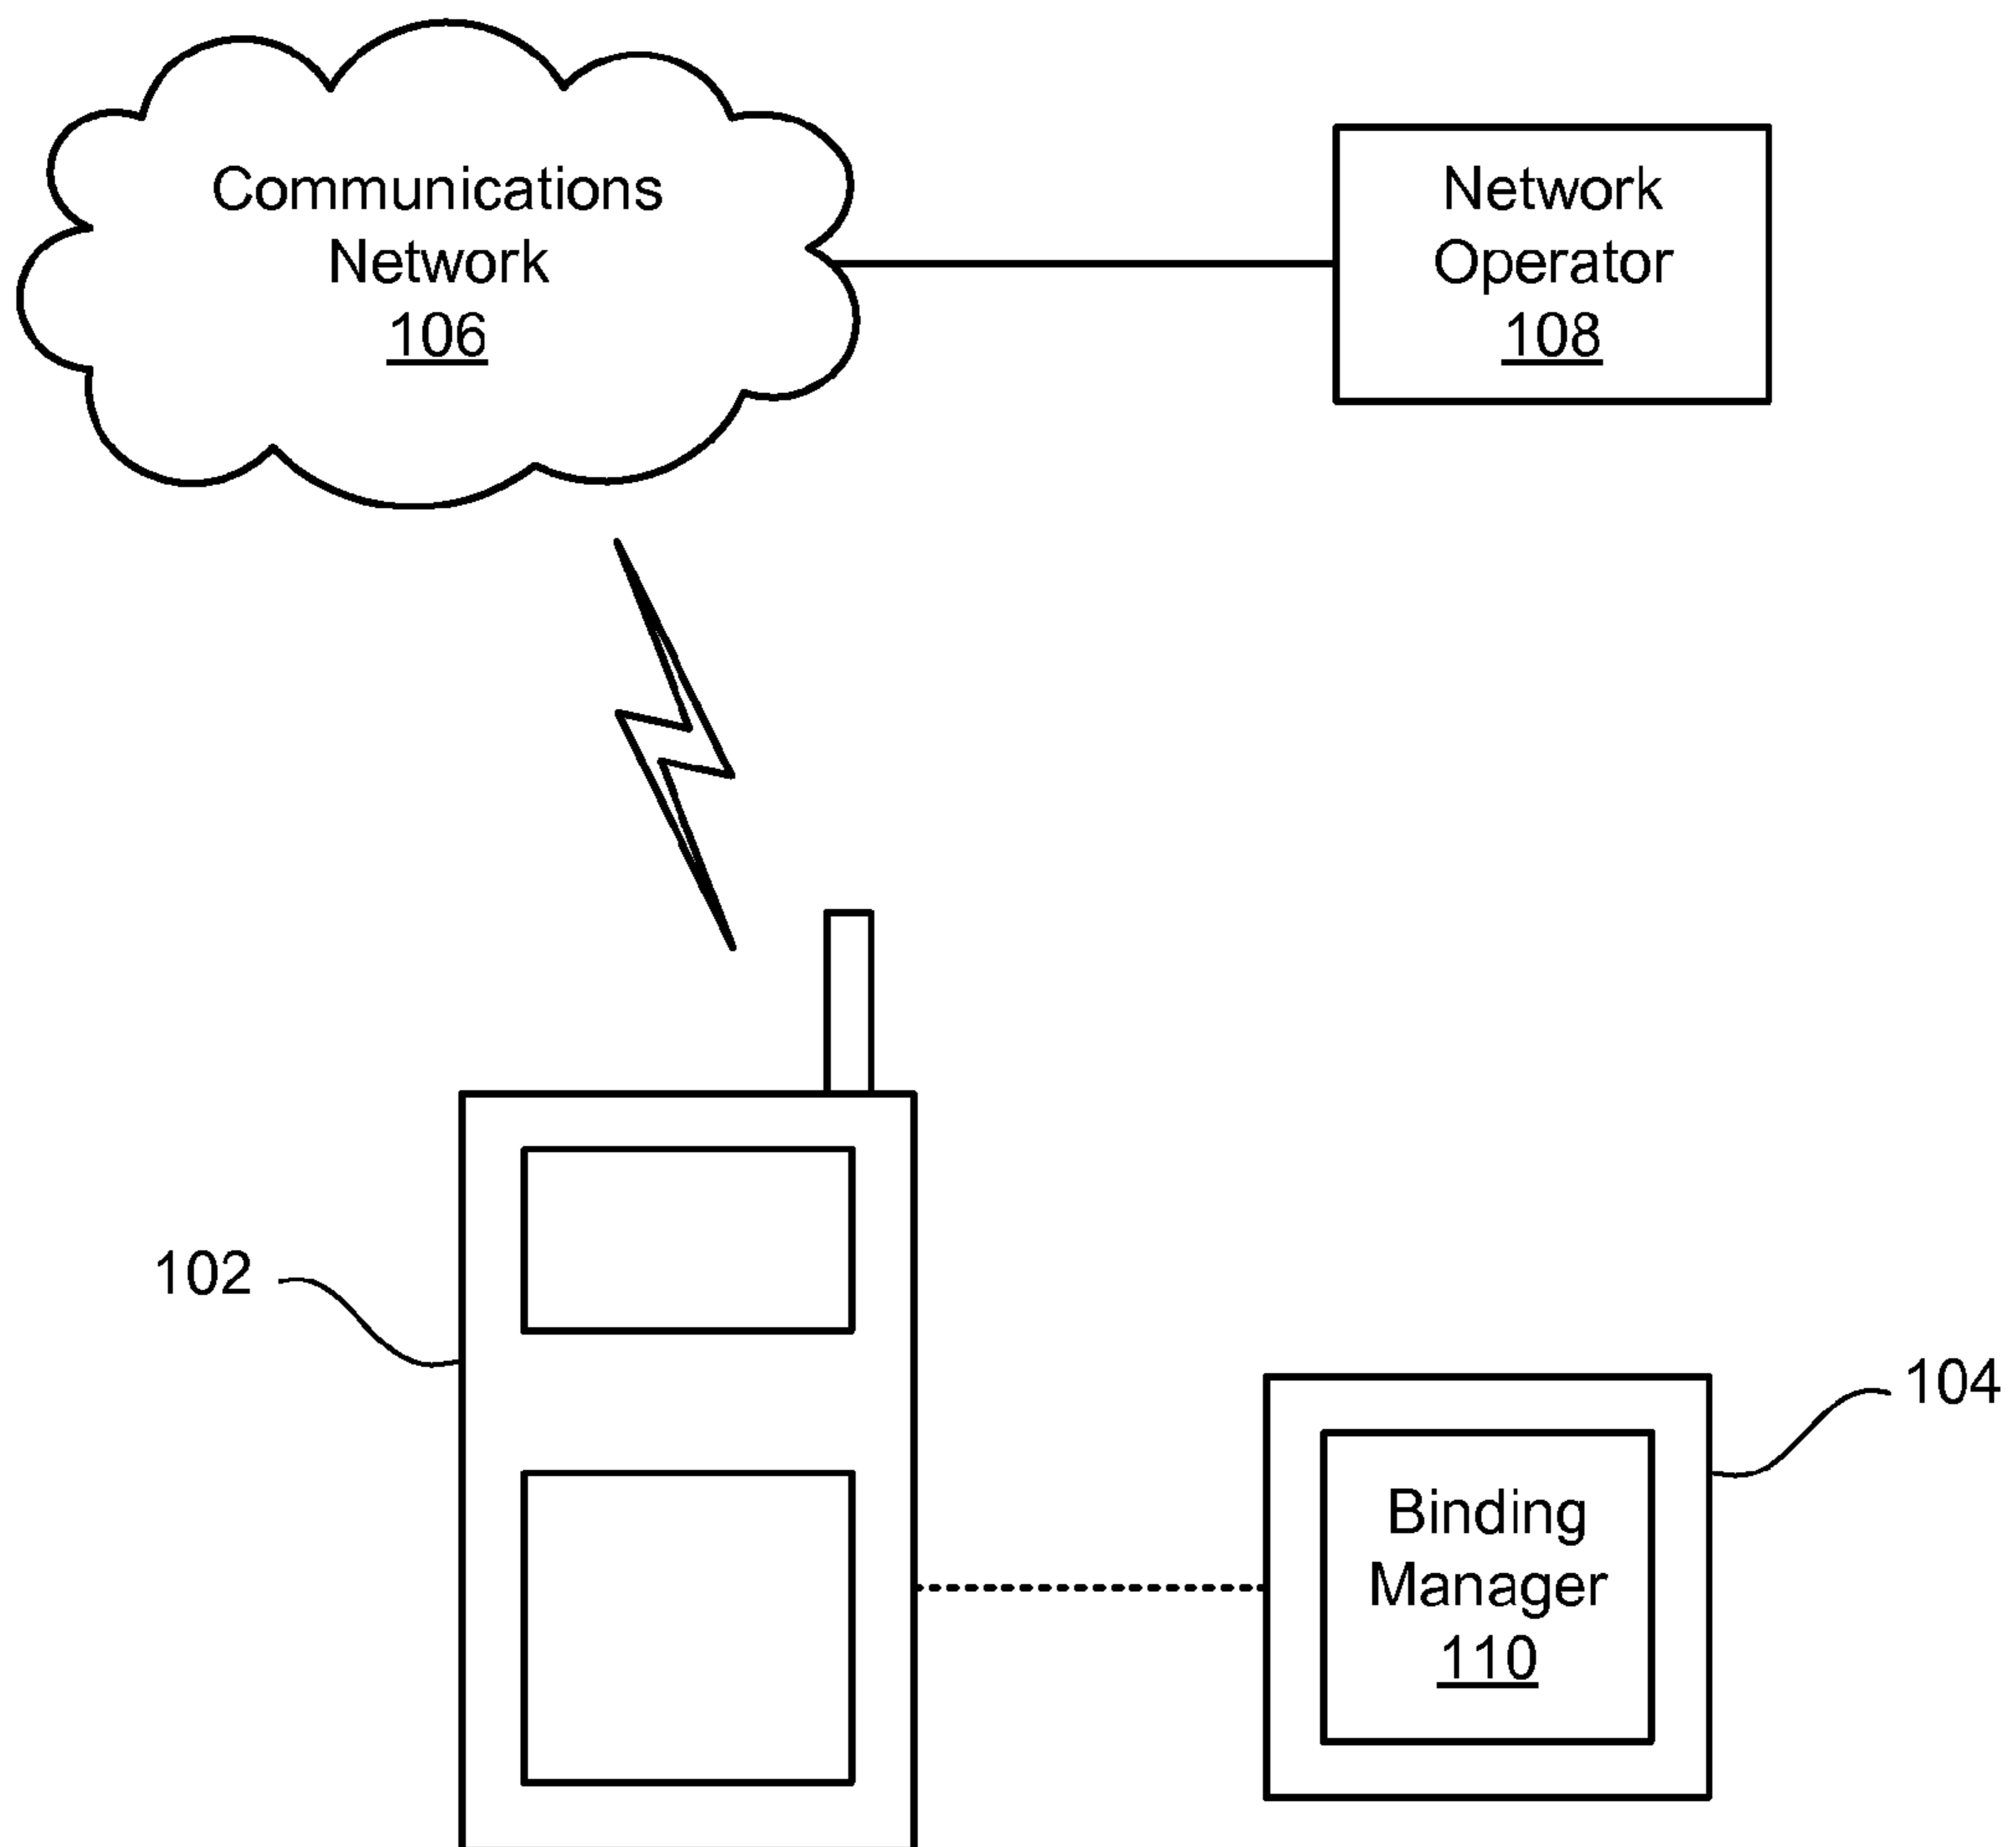 Communications
Network
106
Network
Operator
108
102
104
Binding
Manager
110